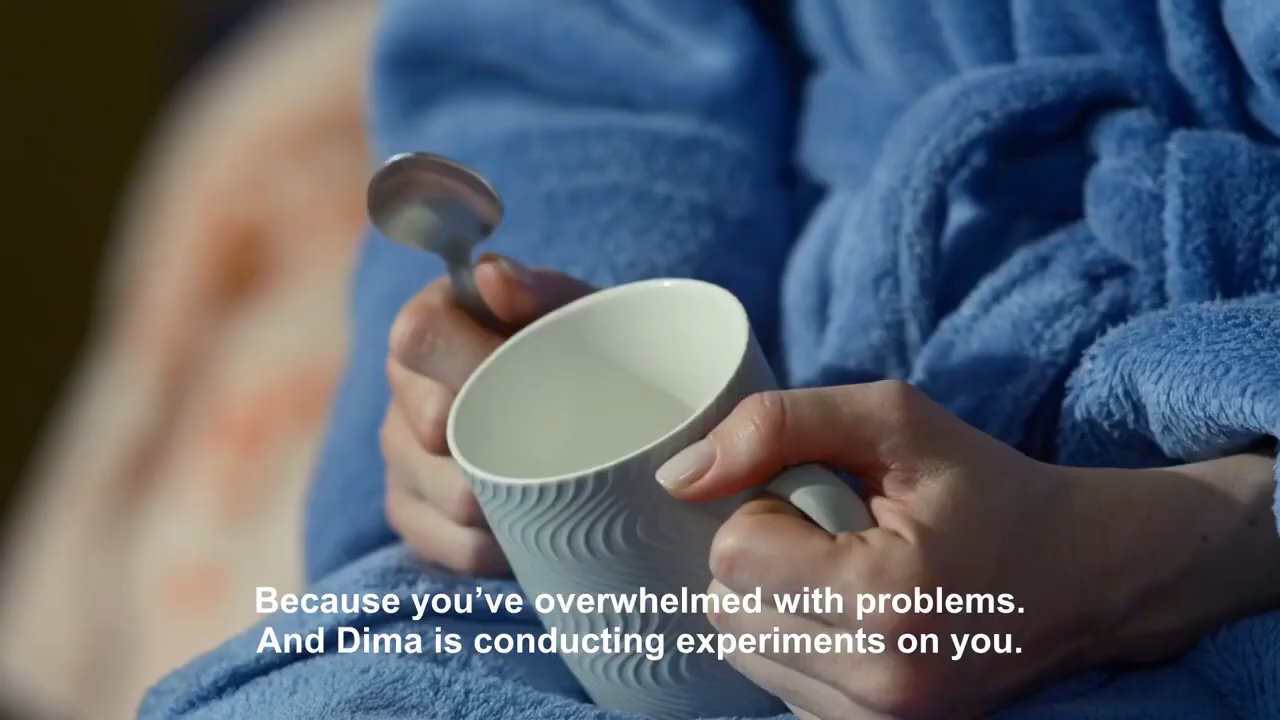 Because you’ve overwhelmed with problems.
And Dima is conducting experiments on you.